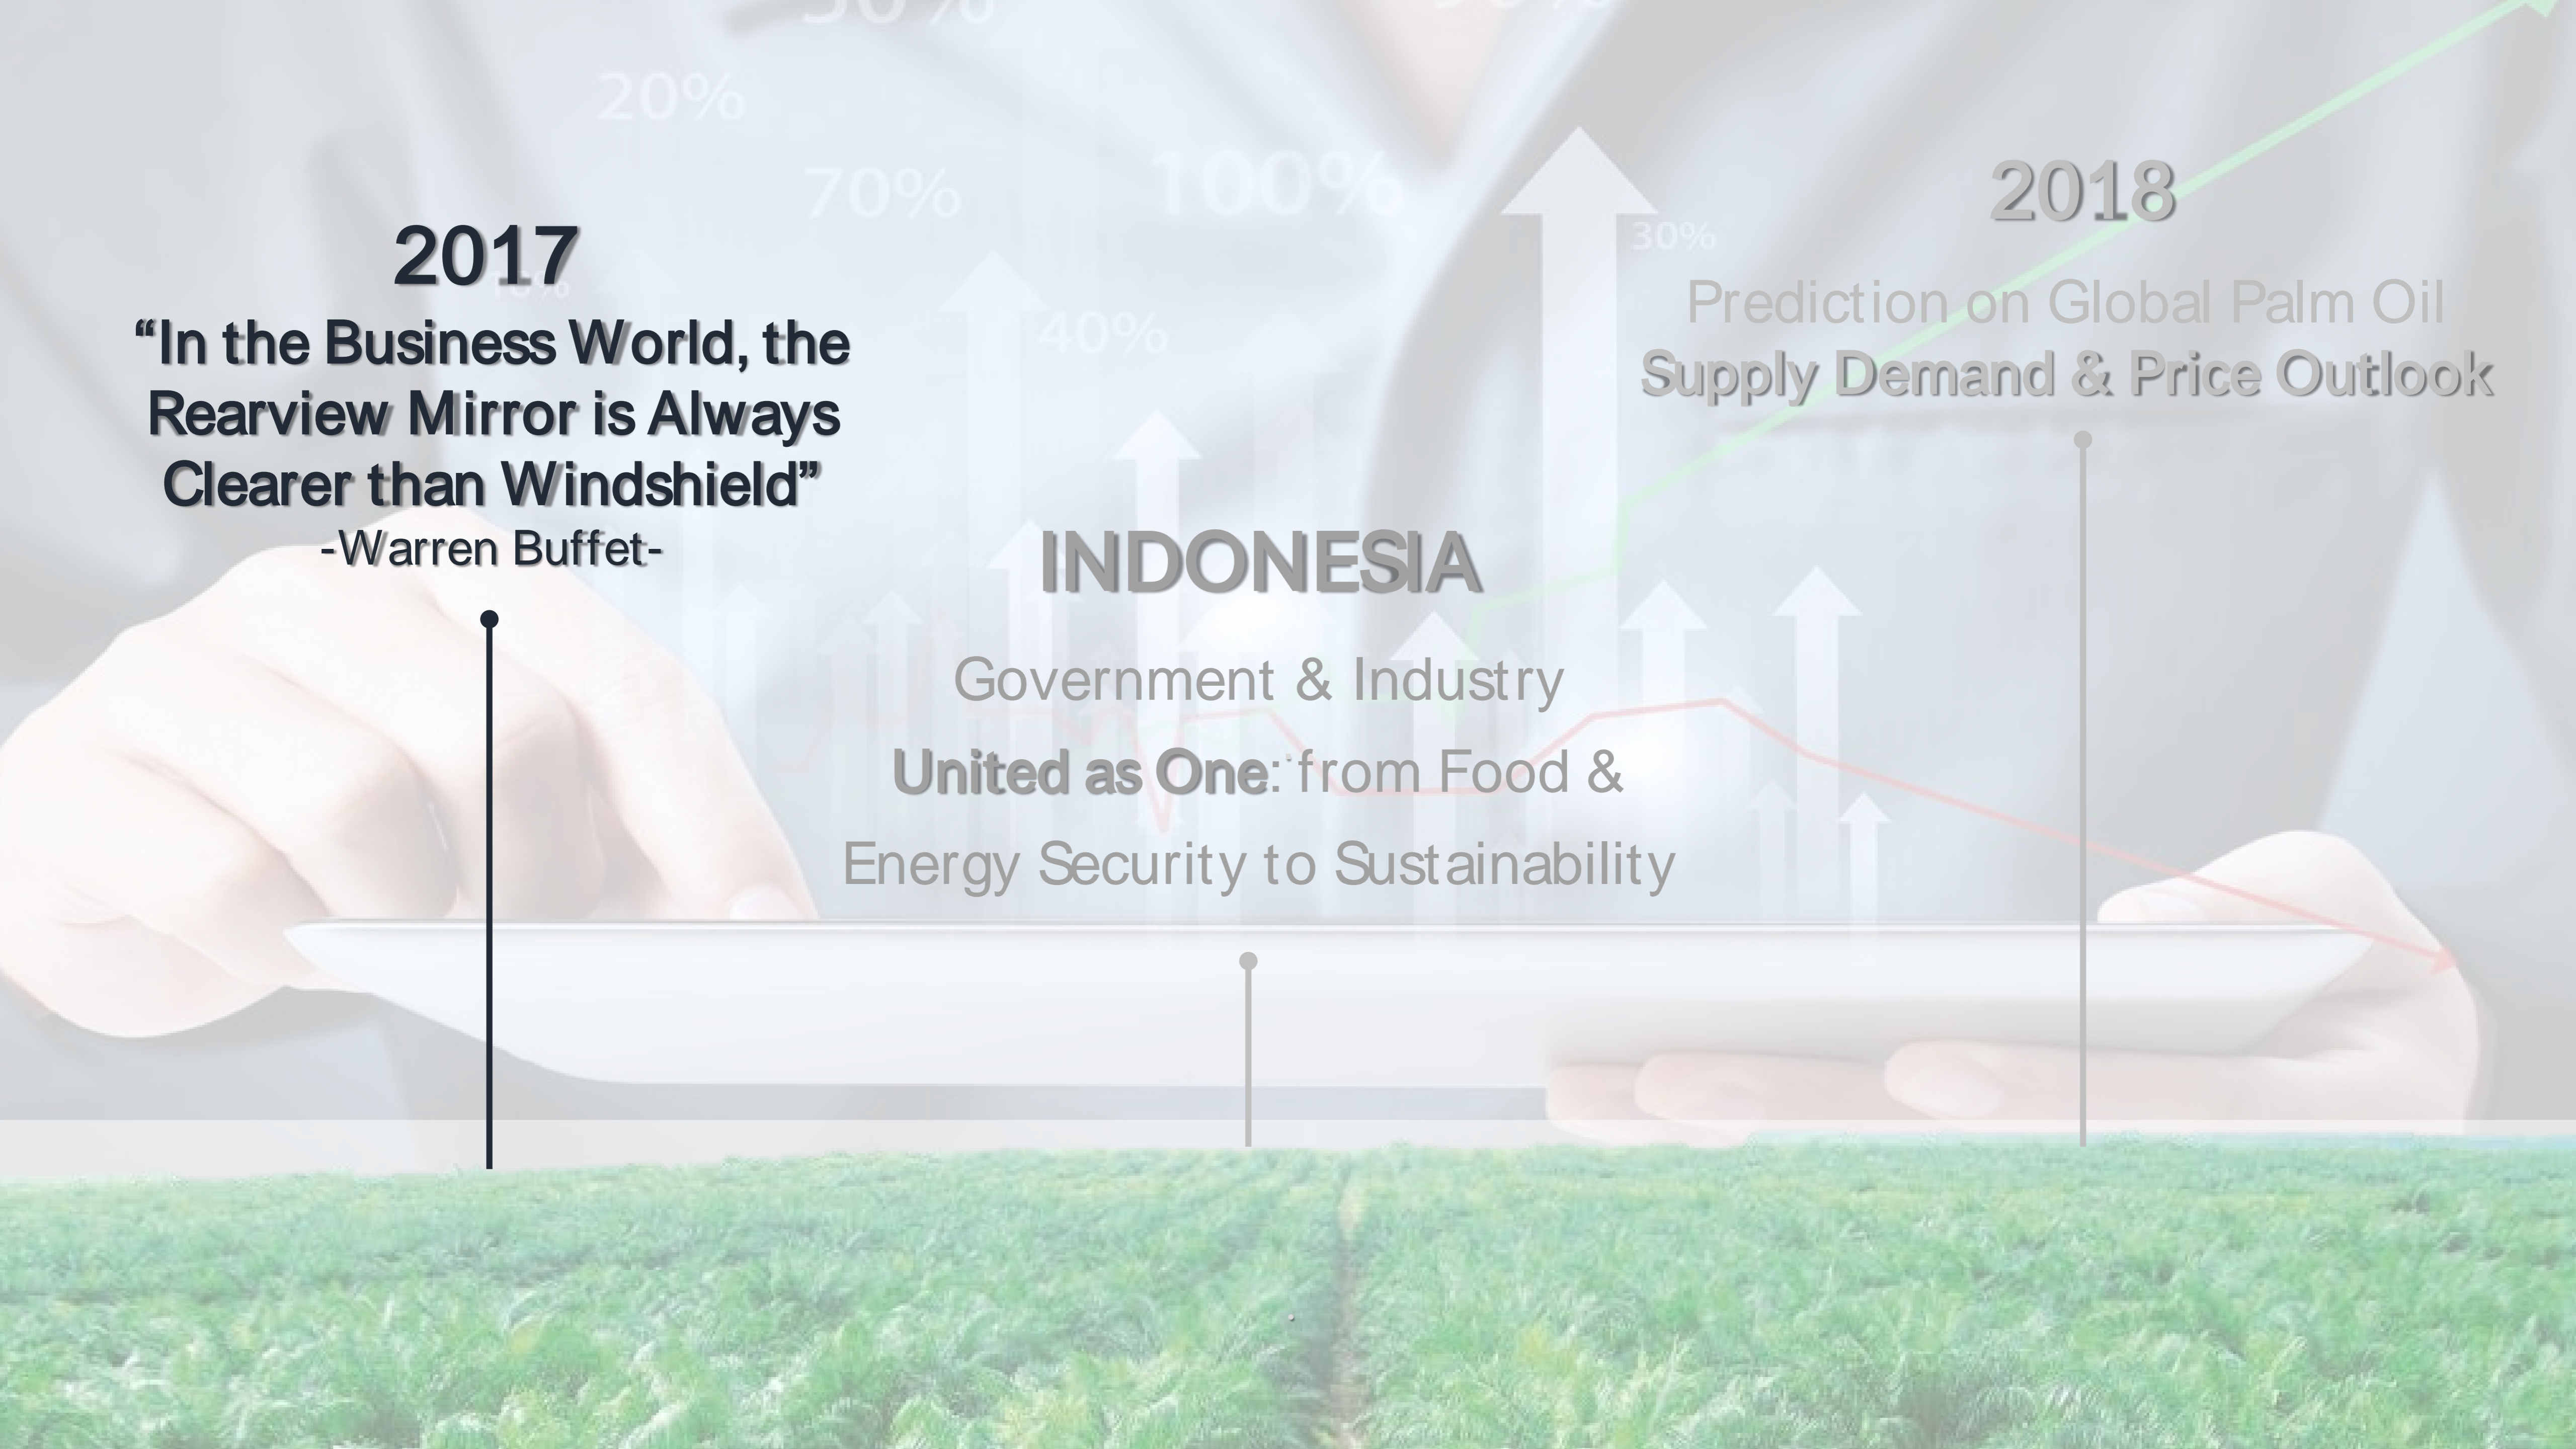 2017
“In the Business World, the
Rearview Mirror is Always
Clearer than Windshield”
-Warren Buffet-
INDONESIA
Government & Industry
United as One: from Food &
Energy Security to Sustainability
2018
Prediction on Global Palm Oil
Supply Demand & Price Outlook
20%
70%
100%
30%
40%
10%